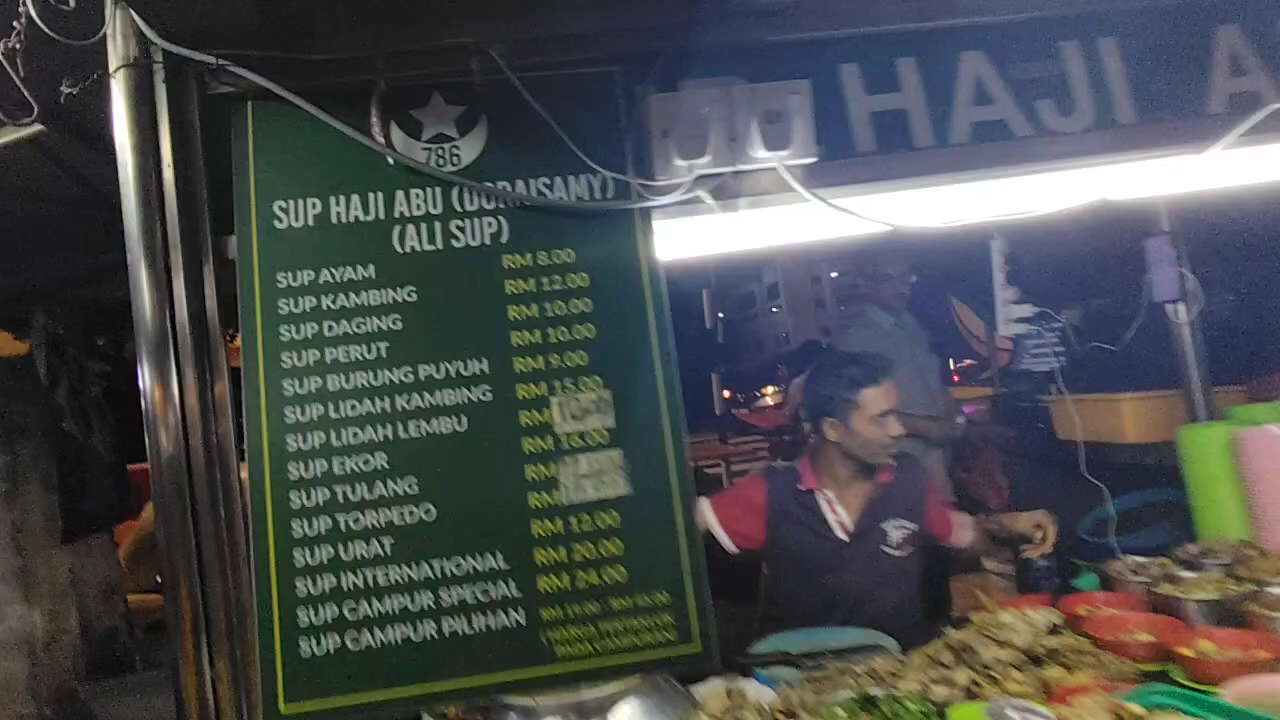 786
HAJI A
SUP HAJI ABU (DORAISAMY)
(ALI SUP)
SUP AYAM RM 8.00
SUP KAMBING RM 12.00
SUP DAGING RM 10.00
SUP PERUT RM 10.00
SUP BURUNG PUYUH RM 9.00
SUP LIDAH KAMBING RM 15.00
SUP LIDAH LEMBU RM
SUP EKOR RM 16.00
SUP TULANG RM
SUP TORPEDO RM
SUP URAT RM 12.00
SUP INTERNATIONAL RM 20.00
SUP CAMPUR SPECIAL RM 24.00
SUP CAMPUR PILIHAN